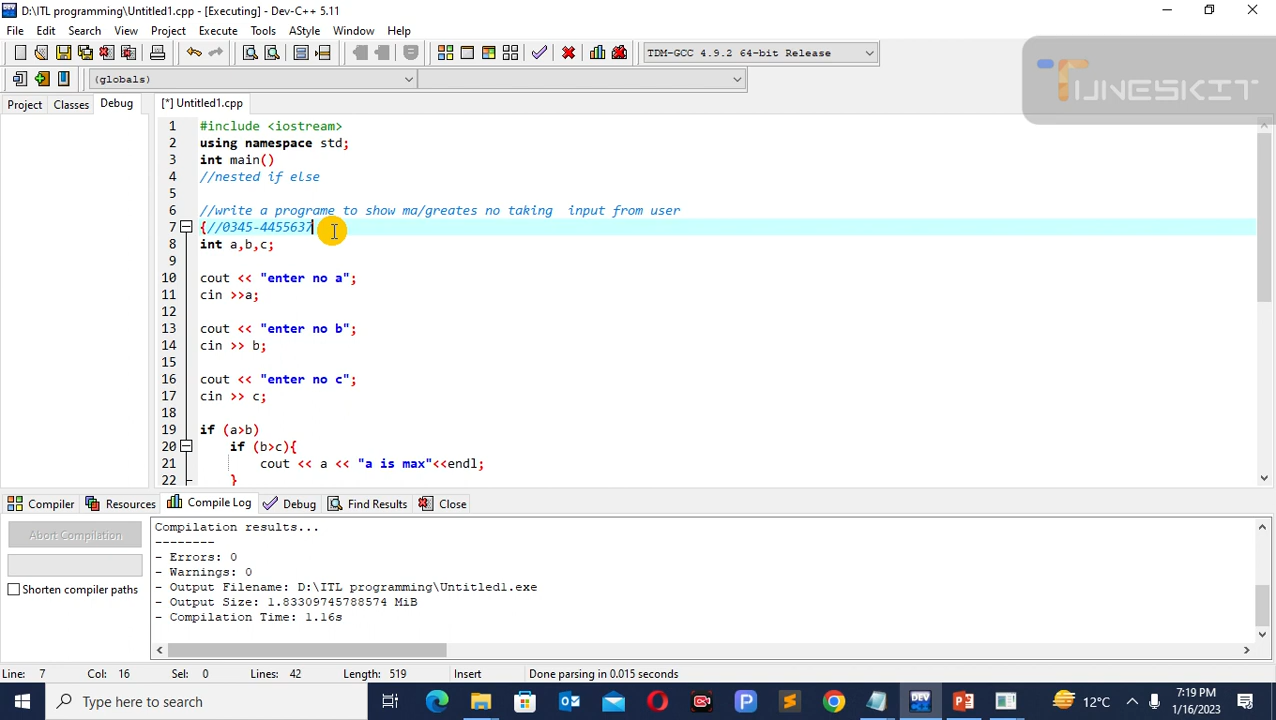 D:\ITL programming\Untitled1.cpp - [Executing] - Dev-C++ 5.11
File Edit Search View Project Execute Tools AStyle Window Help
TDM-GCC 4.9.2 64-bit Release
(globals)
TUNESKIT
Project Classes Debug [*] Untitled1.cpp
1 #include <iostream>
2 using namespace std;
3 int main()
4 //nested if else
5
6 //write a programe to show ma/greates no taking input from user
7 {//0345-4455637
8 int a,b,c;
9
10 cout << "enter no a";
11 cin >>a;
12
13 cout << "enter no b";
14 cin >> b;
15
16 cout << "enter no c";
17 cin >> c;
18
19 if (a>b)
20 if (b>c){
21 cout << a << "a is max"<<endl;
22 }
Compiler Resources Compile Log Debug Find Results Close
Abort Compilation
Shorten compiler paths
Compilation results...
--------
- Errors: 0
- Warnings: 0
- Output Filename: D:\ITL programming\Untitled1.exe
- Output Size: 1.83309745788574 MiB
- Compilation Time: 1.16s
Line: 7 Col: 16 Sel: 0 Lines: 42 Length: 519 Insert Done parsing in 0.015 seconds
Type here to search
DEV
12°C
7:19 PM
1/16/2023